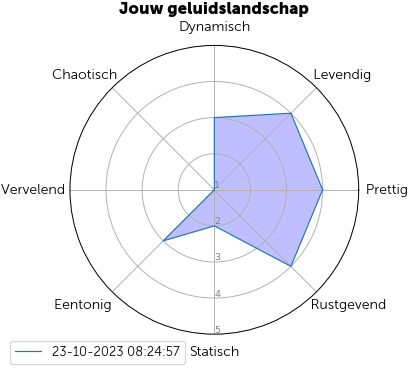 Jouw geluidslandschap
Dynamisch
Chaotisch
Levendig
Vervelend
Prettig
1
2
3
4
5
Eentonig
Rustgevend
Statisch
23-10-2023 08:24:57